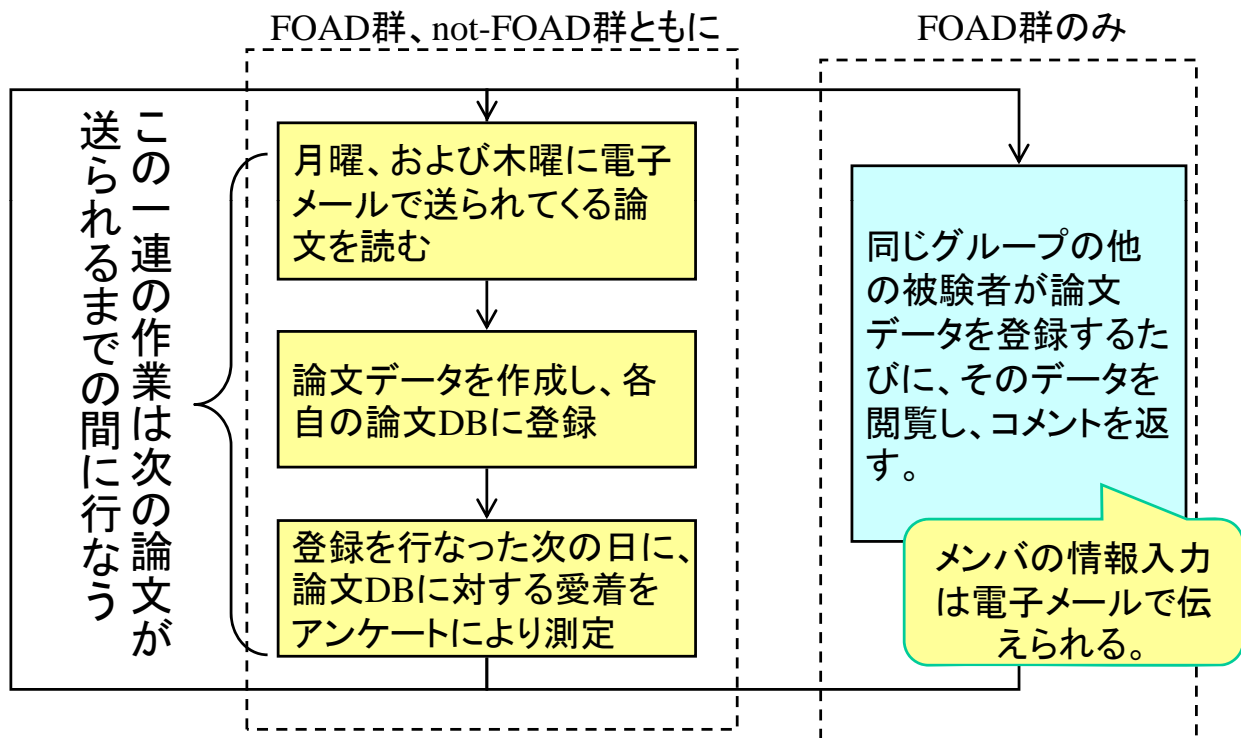 FOAD群、not-FOAD群ともに
FOAD群のみ
この一連の作業は次の論文が
送られるまでの間に行なう
月曜、および木曜に電子
メールで送られてくる論
文を読む
論文データを作成し、各
自の論文DBに登録
登録を行なった次の日に、
論文DBに対する愛着を
アンケートにより測定
同じグループの他
の被験者が論文
データを登録するた
びに、そのデータを
閲覧し、コメントを返
す。
メンバの情報入力
は電子メールで伝
えられる。